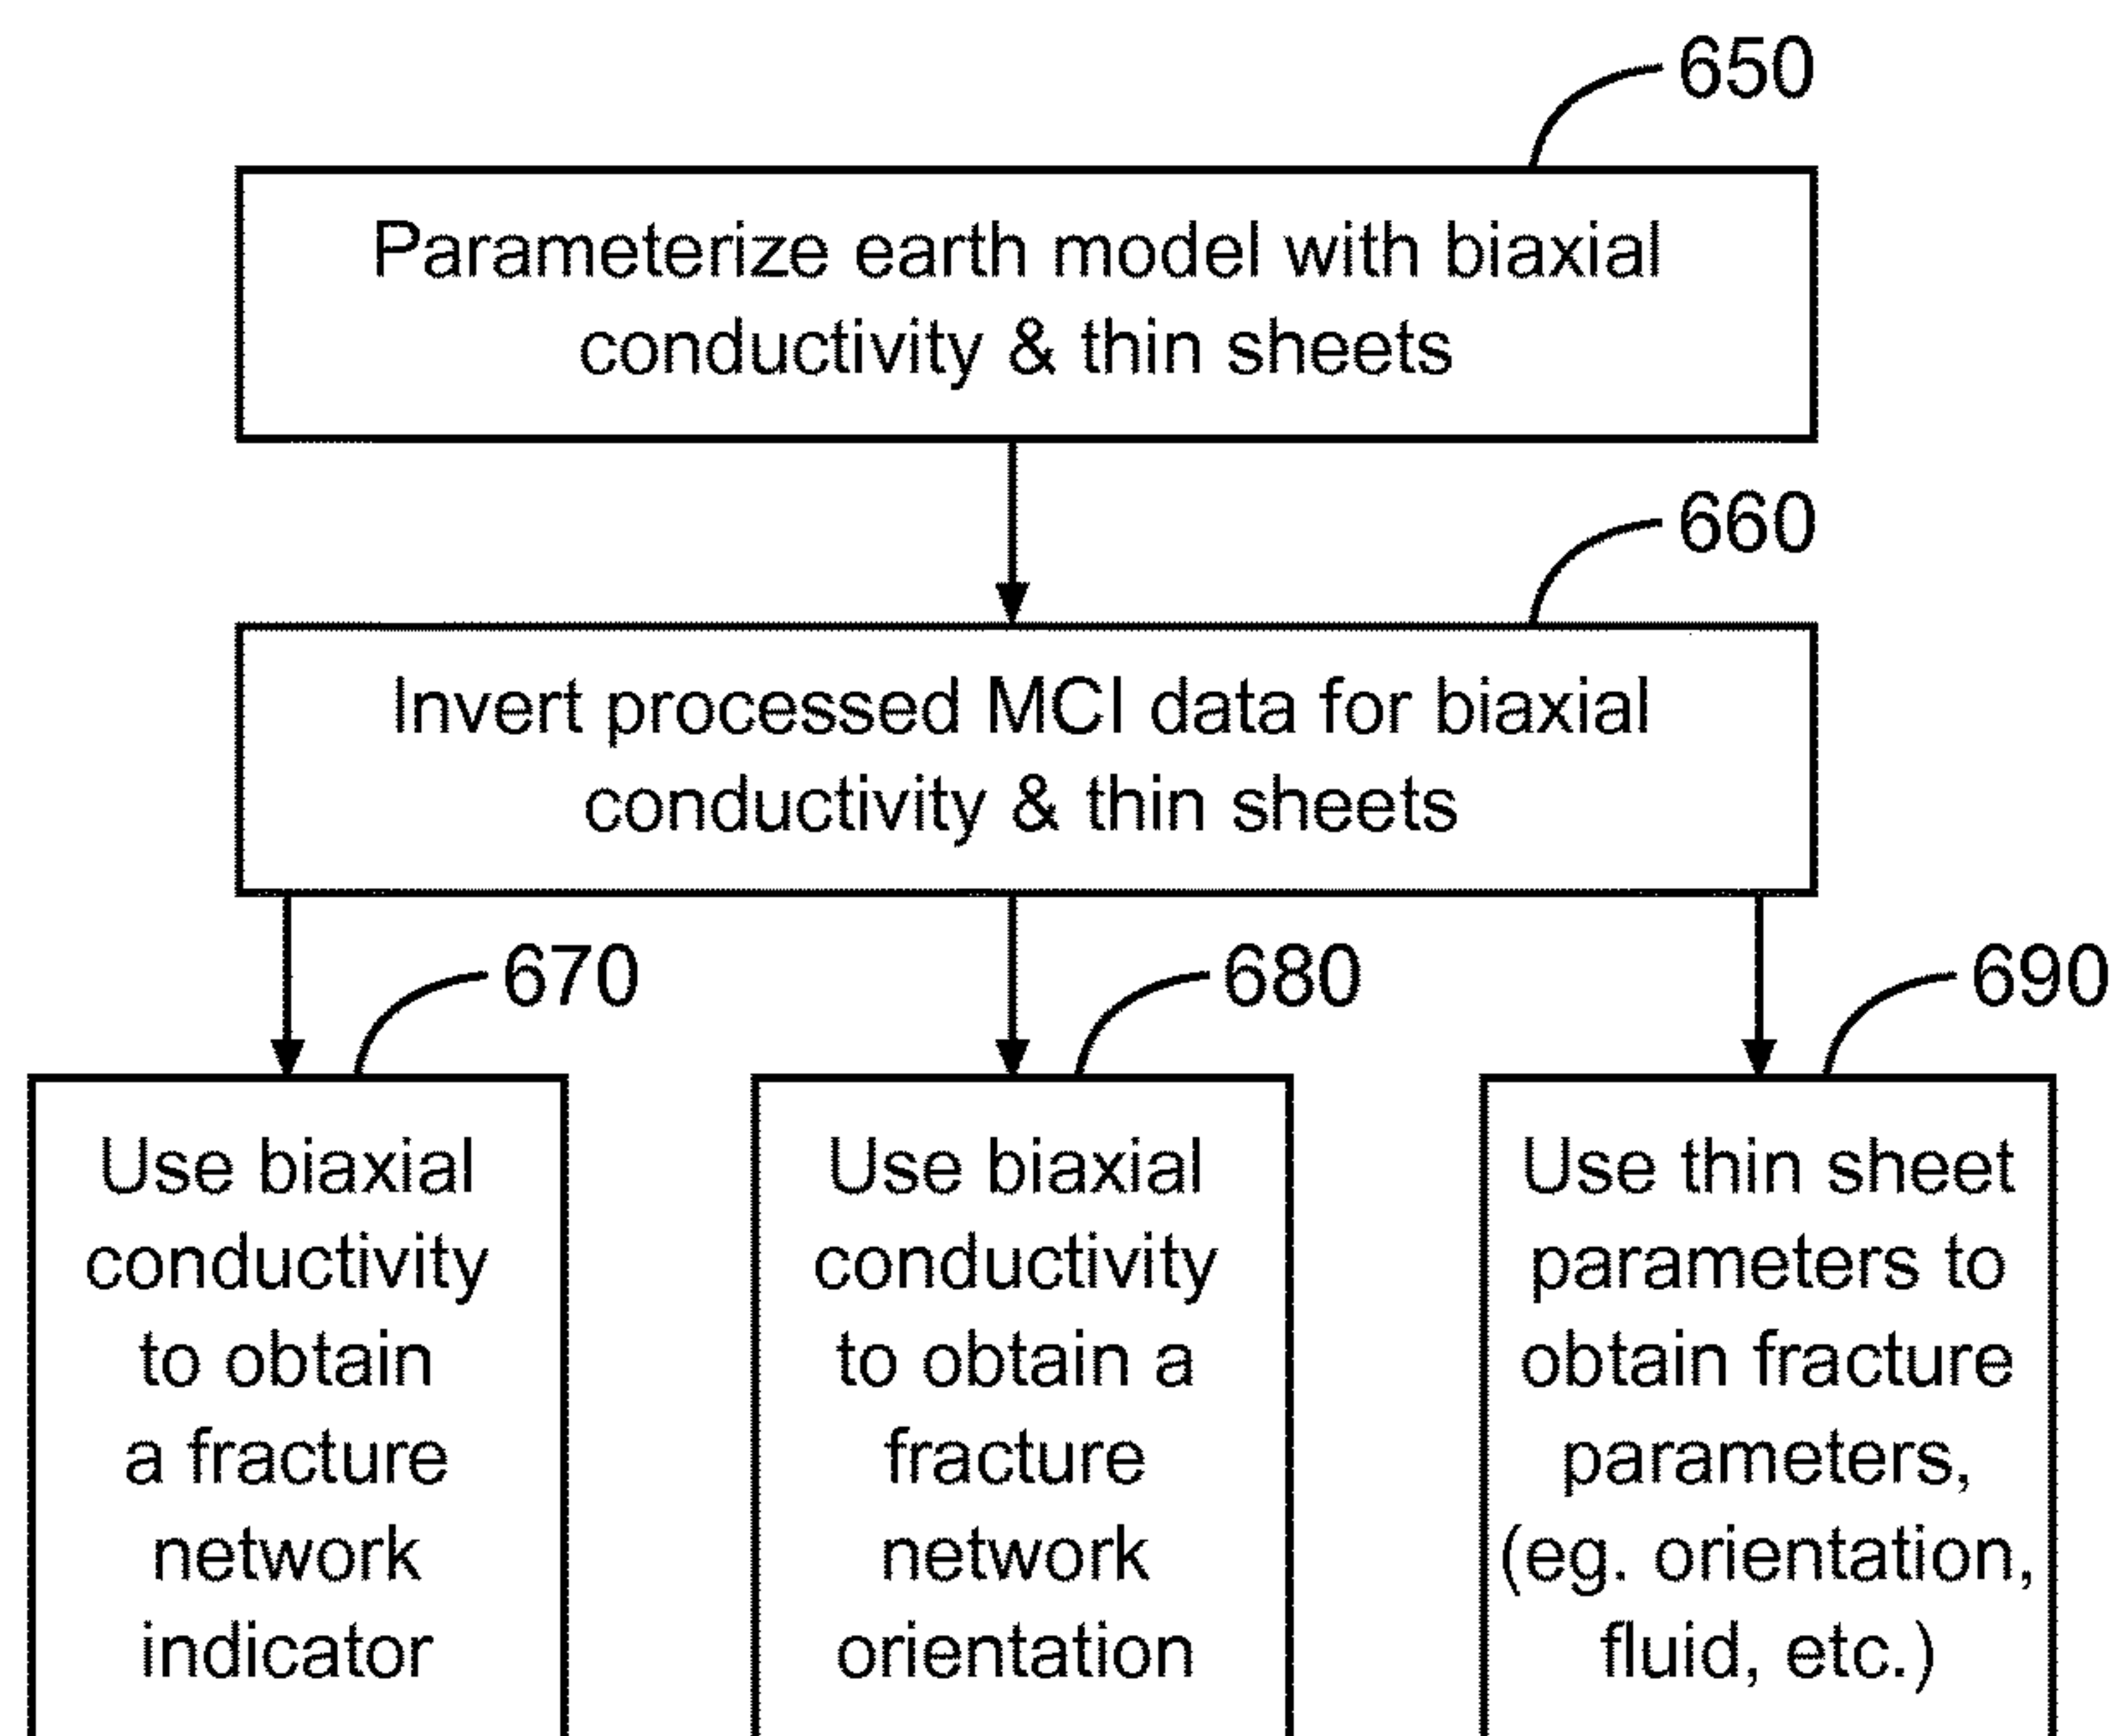 650
Parameterize earth model with biaxial
conductivity & thin sheets
660
Invert processed MCI data for biaxial
conductivity & thin sheets
670
Use biaxial
conductivity
to obtain
a fracture
network
indicator
680
Use biaxial
conductivity
to obtain a
fracture
network
orientation
690
Use thin sheet
parameters to
obtain fracture
parameters,
(eg. orientation,
fluid, etc.)